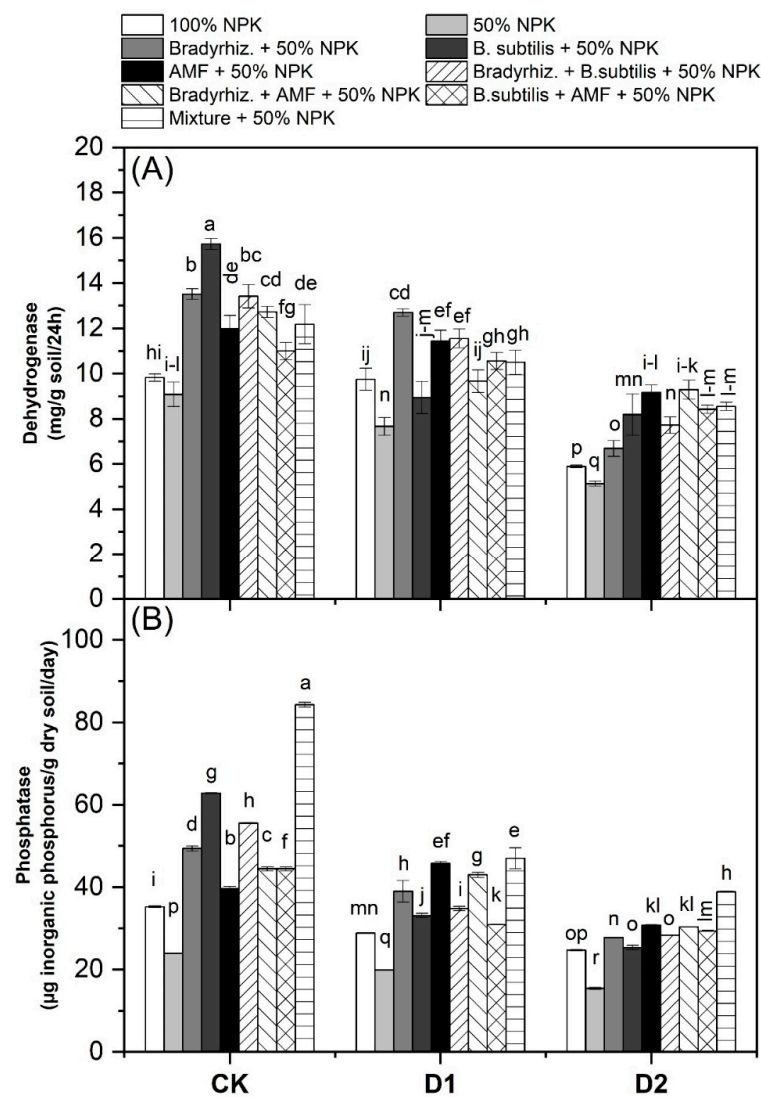 100% NPK
50% NPK
Bradyrhiz. + 50% NPK
B. subtilis + 50% NPK
AMF + 50% NPK
Bradyrhiz. + B.subtilis + 50% NPK
Bradyrhiz. + AMF + 50% NPK
B.subtilis + AMF + 50% NPK
Mixture + 50% NPK
(A)
Dehydrogenase
(mg/g soil/24h)
20
18
16
14
12
10
8
6
4
2
0
hi i-l b a de bc cd fg de
ij n cd j-m ef ef ij gh gh
p q o mn i-l n i-k l-m l-m
(B)
Phosphatase
(µg inorganic phosphorus/g dry soil/day)
100
80
60
40
20
0
i p d g b h c f a
mn q h j ef i g k e
op r n o kl o kl lm h
CK D1 D2